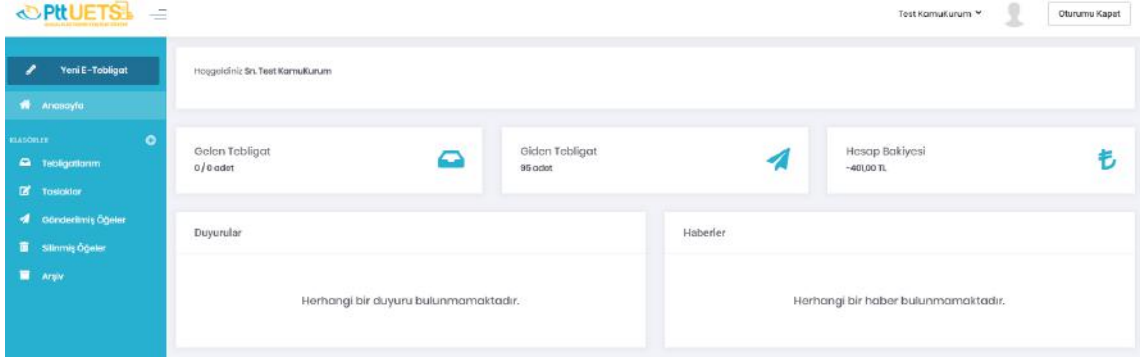 PttUETS
Test KamuKurum
Oturumu Kapat
Yeni E-Tebligat
Hoşgeldiniz Sn. Test KamuKurum
Anasayfa
KLASÖRLER
Gelen Tebligat
0/0 adet
Giden Tebligat
95 adet
Hesap Bakiyesi
-401,00 TL
Tebligatlarım
Taslaklar
Gönderilmiş Öğeler
Silinmiş Öğeler
Arşiv
Duyurular
Haberler
Herhangi bir duyuru bulunmamaktadır.
Herhangi bir haber bulunmamaktadır.